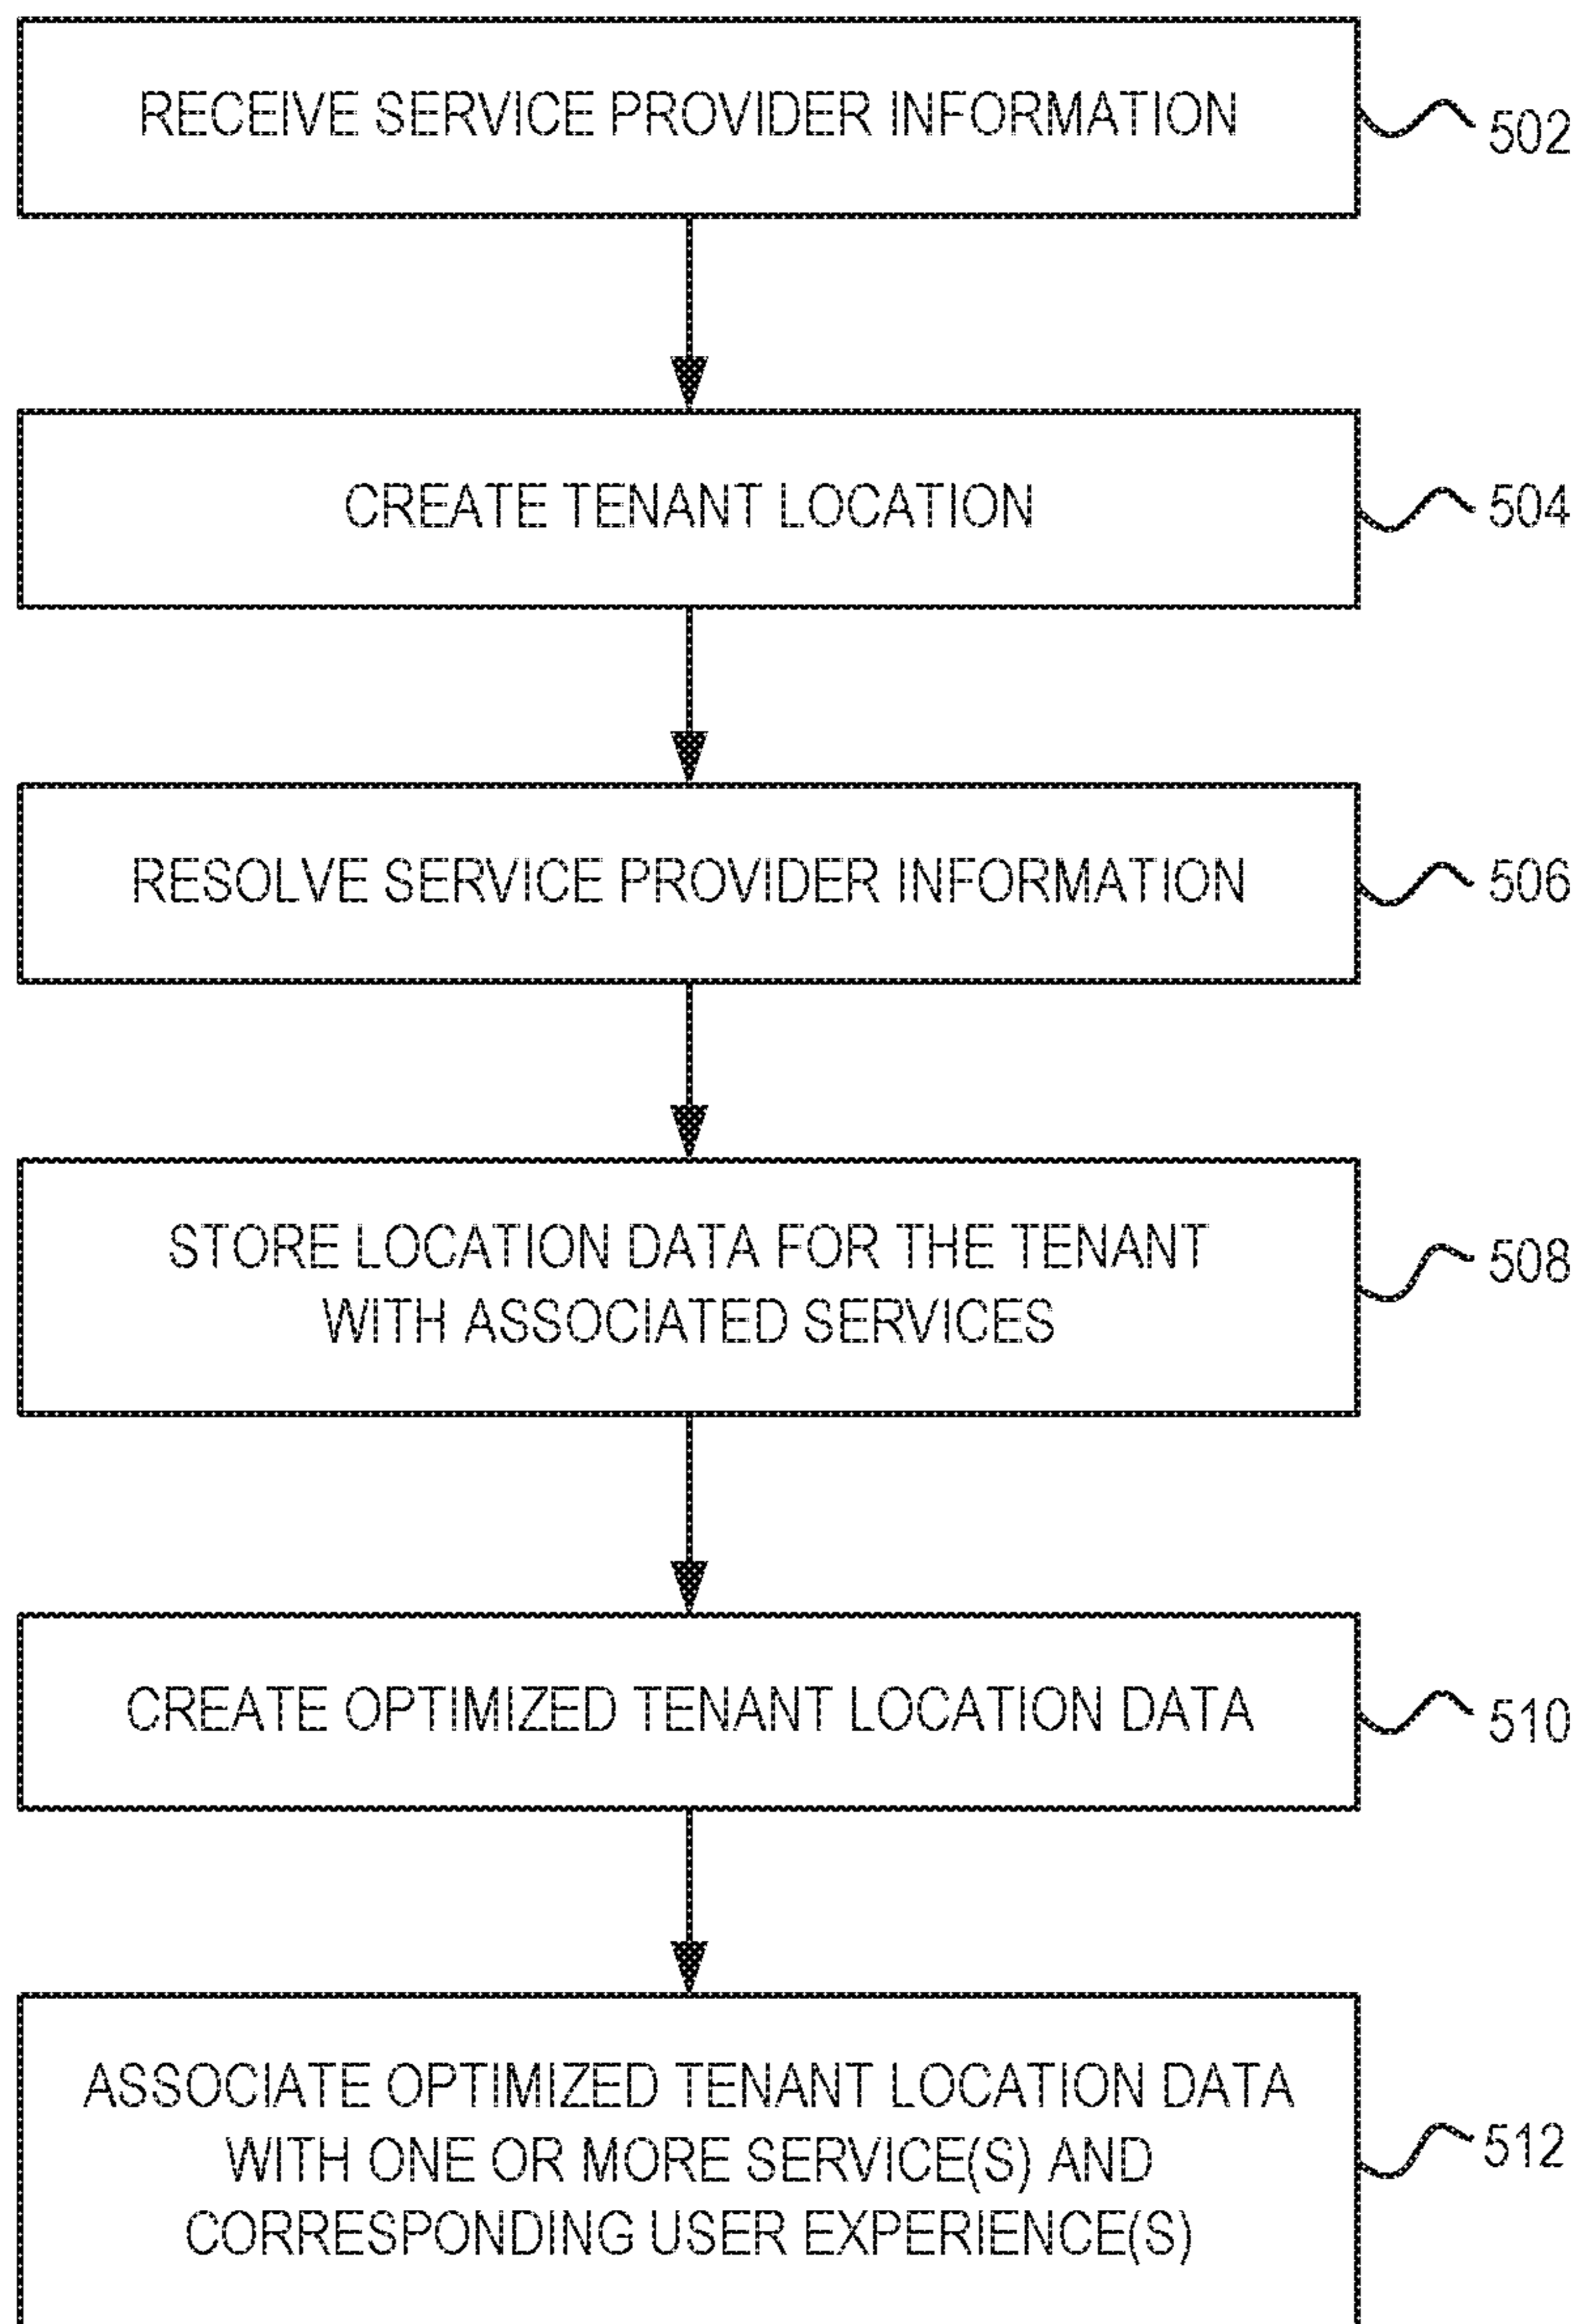 RECEIVE SERVICE PROVIDER INFORMATION
502
CREATE TENANT LOCATION
504
RESOLVE SERVICE PROVIDER INFORMATION
506
STORE LOCATION DATA FOR THE TENANT
WITH ASSOCIATED SERVICES
508
CREATE OPTIMIZED TENANT LOCATION DATA
510
ASSOCIATE OPTIMIZED TENANT LOCATION DATA
WITH ONE OR MORE SERVICE(S) AND
CORRESPONDING USER EXPERIENCE(S)
512